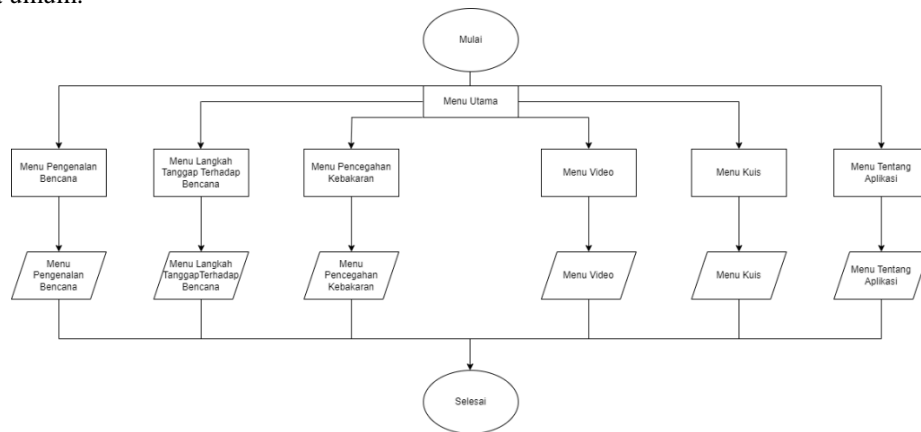 Mulai
Menu Utama
Menu Pengenalan
Bencana
Menu Langkah
Tanggap Terhadap
Bencana
Menu Pencegahan
Kebakaran
Menu Video
Menu Kuis
Menu Tentang
Aplikasi
Menu
Pengenalan
Bencana
Menu Langkah
TanggapTerhadap
Bencana
Menu
Pencegahan
Kebakaran
Menu Video
Menu Kuis
Menu Tentang
Aplikasi
Selesai